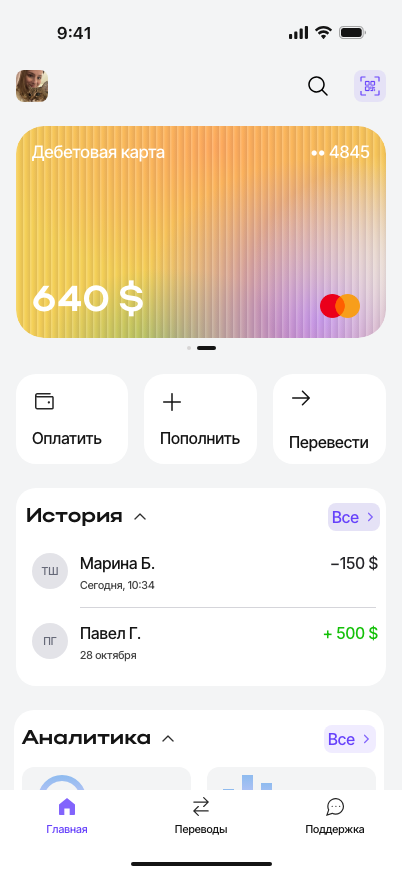 9:41
Дебетовая карта •• 4845
640 $
Оплатить
Пополнить
Перевести
История
Все
ТШ
Марина Б.
−150 $
Сегодня, 10:34
ПГ
Павел Г.
+ 500 $
28 октября
Аналитика
Все
Главная
Переводы
Поддержка